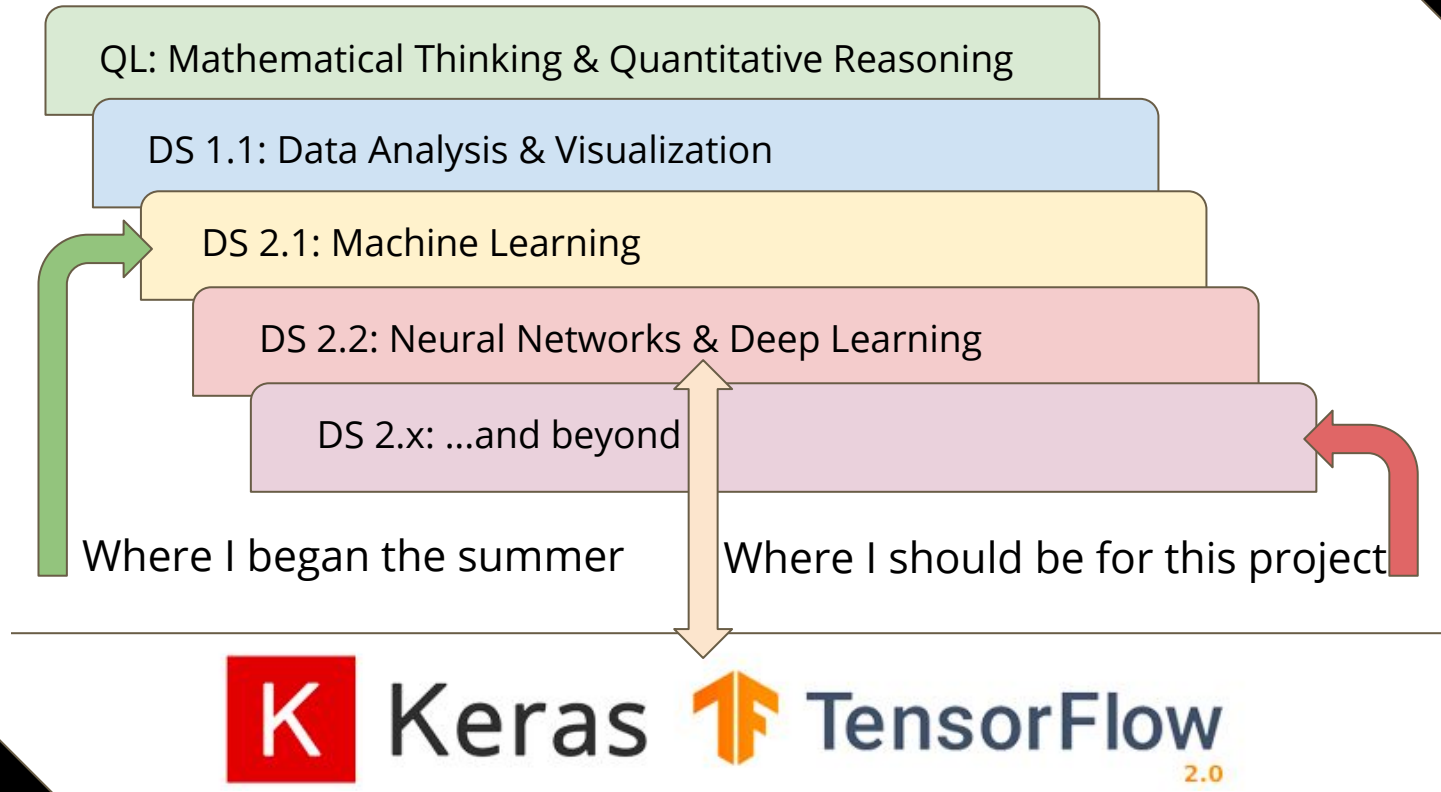 QL: Mathematical Thinking & Quantitative Reasoning
DS 1.1: Data Analysis & Visualization
DS 2.1: Machine Learning
DS 2.2: Neural Networks & Deep Learning
DS 2.x: ...and beyond
Where I began the summer
Where I should be for this project
K Keras TensorFlow
2.0